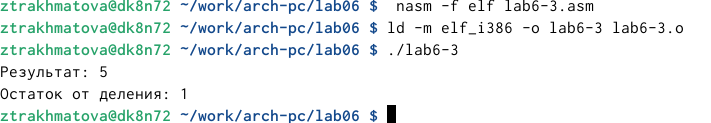 ztrakhmatova@dk8n72 ~/work/arch-pc/lab06 $  nasm -f elf lab6-3.asm
ztrakhmatova@dk8n72 ~/work/arch-pc/lab06 $ ld -m elf_i386 -o lab6-3 lab6-3.o
ztrakhmatova@dk8n72 ~/work/arch-pc/lab06 $ ./lab6-3
Результат: 5
Остаток от деления: 1
ztrakhmatova@dk8n72 ~/work/arch-pc/lab06 $